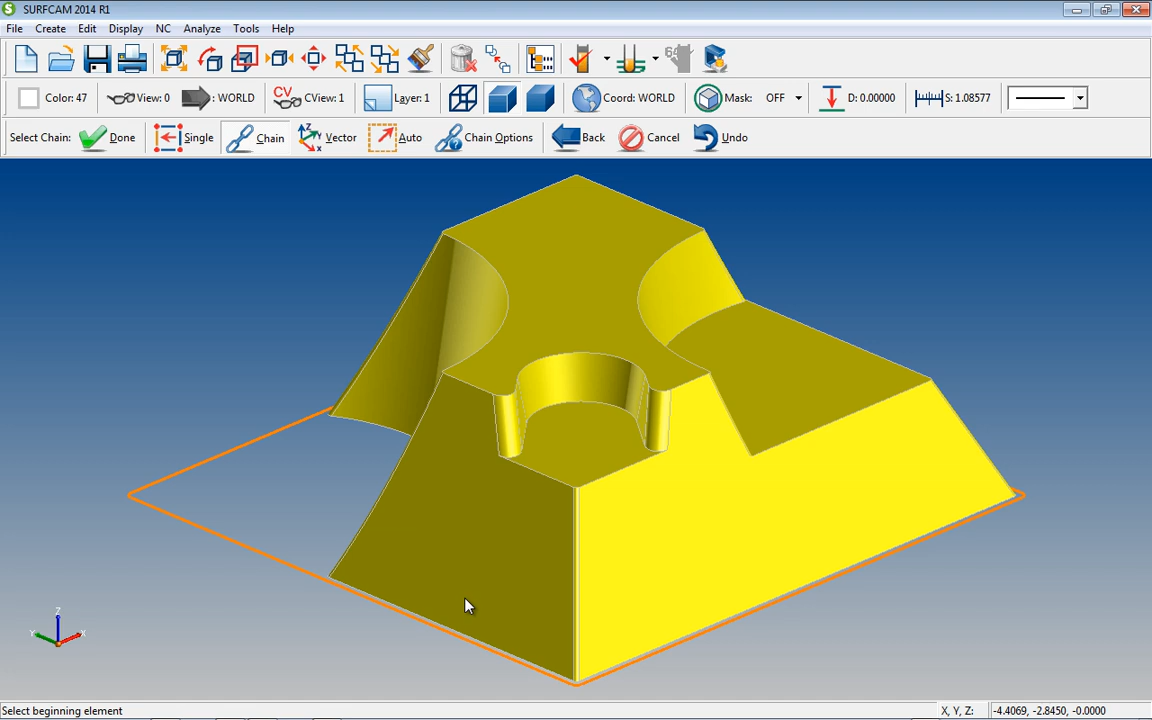 SURFCAM 2014 R1
File Create Edit Display NC Analyze Tools Help
Color: 47 View: 0 : WORLD CV CView: 1 Layer: 1 Coord: WORLD Mask: OFF D: 0.00000 S: 1.08577
Select Chain: Done Single Chain Vector Auto Chain Options Back Cancel Undo
Z
Y X
Select beginning element X, Y, Z: -4.4069, -2.8450, -0.0000